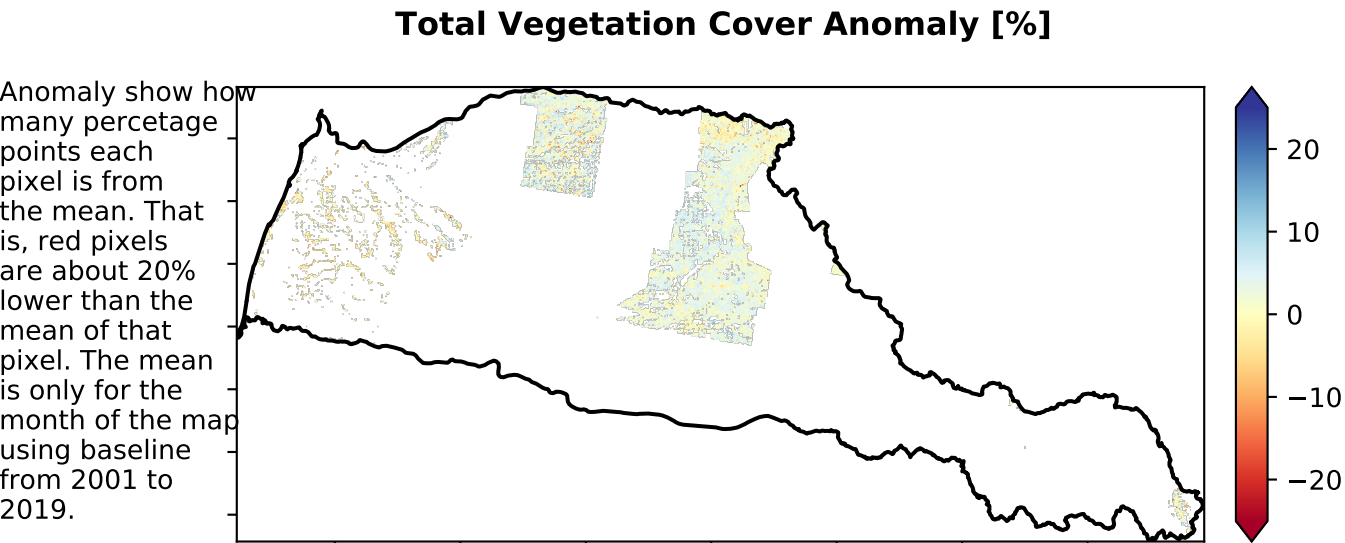 Total Vegetation Cover Anomaly [%]
Anomaly show how
many percetage
points each
pixel is from
the mean. That
is, red pixels
are about 20%
lower than the
mean of that
pixel. The mean
is only for the
month of the map
using baseline
from 2001 to
2019.
20
10
0
−10
−20